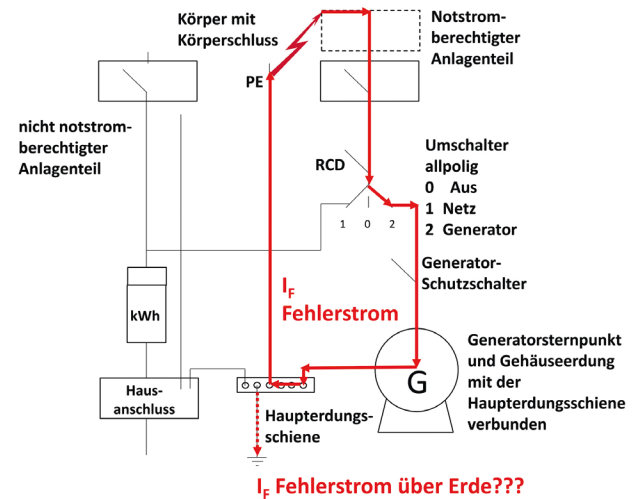 Körper mit
Körperschluss
Notstrom-
berechtigter
Anlagenteil
PE
nicht notstrom-
berechtigter
Anlagenteil
RCD
Umschalter
allpolig
0 Aus
1 Netz
2 Generator
1 0 2
Generator-
Schutzschalter
IF
Fehlerstrom
kWh
Generatorsternpunkt
und Gehäuseerdung
mit der
Haupterdungsschiene
verbunden
G
Haus-
anschluss
Haupterdungs-
schiene
IF Fehlerstrom über Erde???